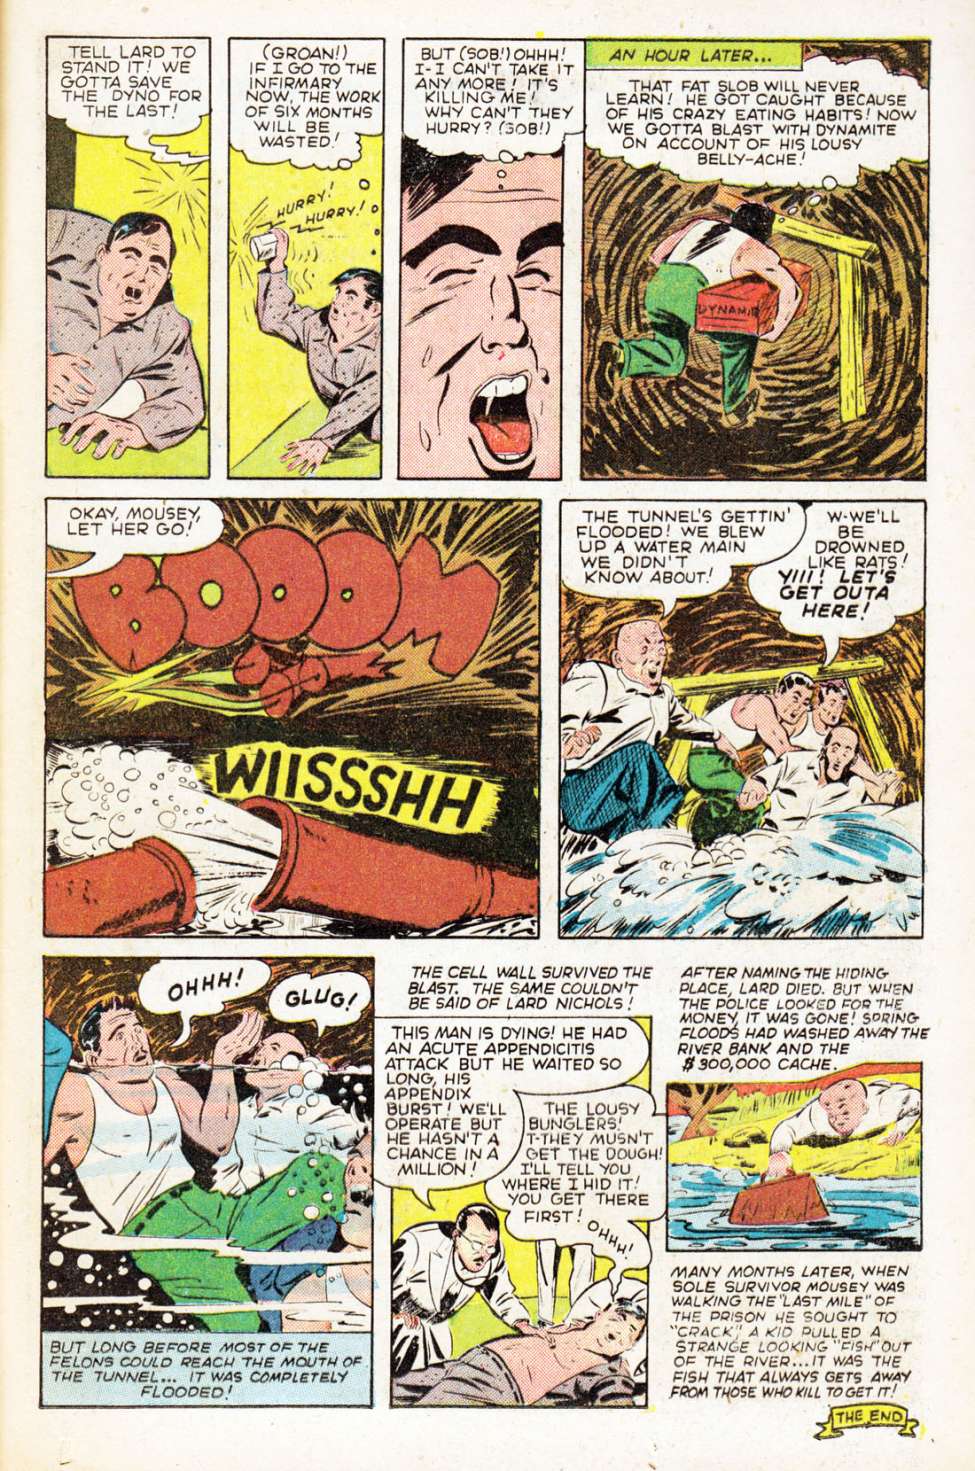 TELL LARD TO
STAND IT! WE
GOTTA SAVE
THE DYNO FOR
THE LAST!
(GROAN!)
IF I GO TO THE
INFIRMARY
NOW, THE WORK
OF SIX MONTHS
WILL BE
WASTED!
HURRY!
HURRY!
BUT (SOB!) OHHH!
I-I CAN'T TAKE IT
ANY MORE! IT'S
KILLING ME!
WHY CAN'T THEY
HURRY? (SOB!)
AN HOUR LATER...
THAT FAT SLOB WILL NEVER
LEARN! HE GOT CAUGHT BECAUSE
OF HIS CRAZY EATING HABITS! NOW
WE GOTTA BLAST WITH DYNAMITE
ON ACCOUNT OF HIS LOUSY
BELLY-ACHE!
DYNAMI
OKAY, MOUSEY,
LET HER GO!
BOOOM
WIISSSHH
THE TUNNEL'S GETTIN'
FLOODED! WE BLEW
UP A WATER MAIN
WE DIDN'T
KNOW ABOUT!
W-WE'LL
BE
DROWNED
LIKE RATS!
YIII! LET'S
GET OUTA
HERE!
OHHH!
GLUG!
BUT LONG BEFORE MOST OF THE
FELONS COULD REACH THE MOUTH OF
THE TUNNEL... IT WAS COMPLETELY
FLOODED!
THE CELL WALL SURVIVED THE
BLAST. THE SAME COULDN'T
BE SAID OF LARD NICHOLS!
THIS MAN IS DYING! HE HAD
AN ACUTE APPENDICITIS
ATTACK BUT HE WAITED SO
LONG, HIS
APPENDIX
BURST! WE'LL
OPERATE BUT
HE HASN'T A
CHANCE IN A
MILLION!
THE LOUSY
BUNGLERS!
T-THEY MUSN'T
GET THE DOUGH!
I'LL TELL YOU
WHERE I HID IT!
YOU GET THERE
FIRST!
OHHH!
AFTER NAMING THE HIDING
PLACE, LARD DIED. BUT WHEN
THE POLICE LOOKED FOR THE
MONEY, IT WAS GONE! SPRING
FLOODS HAD WASHED AWAY THE
RIVER BANK AND THE
$300,000 CACHE.
MANY MONTHS LATER, WHEN
SOLE SURVIVOR MOUSEY WAS
WALKING THE "LAST MILE" OF
THE PRISON HE SOUGHT TO
"CRACK," A KID PULLED A
STRANGE LOOKING "FISH" OUT
OF THE RIVER... IT WAS THE
FISH THAT ALWAYS GETS AWAY
FROM THOSE WHO KILL TO GET IT!
THE END